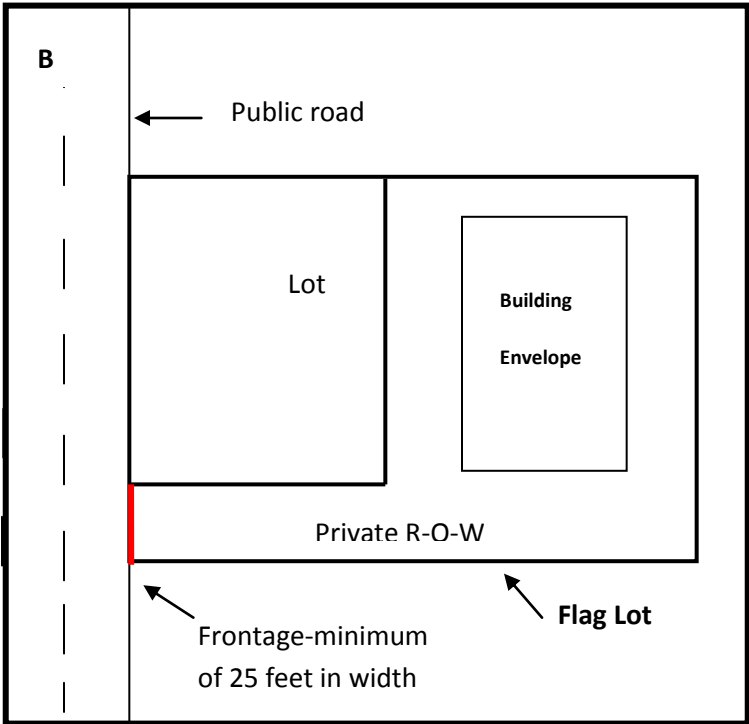 B
Public road
Lot
Building
Envelope
Private R-O-W
Flag Lot
Frontage-minimum
of 25 feet in width